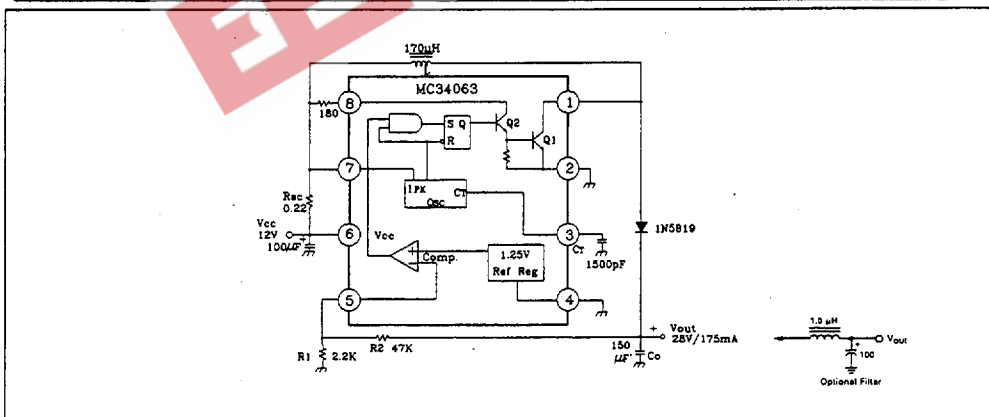 170μH
MC34063
8
1
180
S Q
Q2
R
Q1
7
2
Rsc
0.22
IPK
CT
Osc
Vcc
12V
6
100μF
+
Vcc
Comp.
1.25V
Ref Reg
3
CT
1500pF
1N5819
5
4
R2 47K
R1 2.2K
+
Vout
28V/175mA
150
μF
Co
1.0 μH
Vout
+
100
Optional Filter